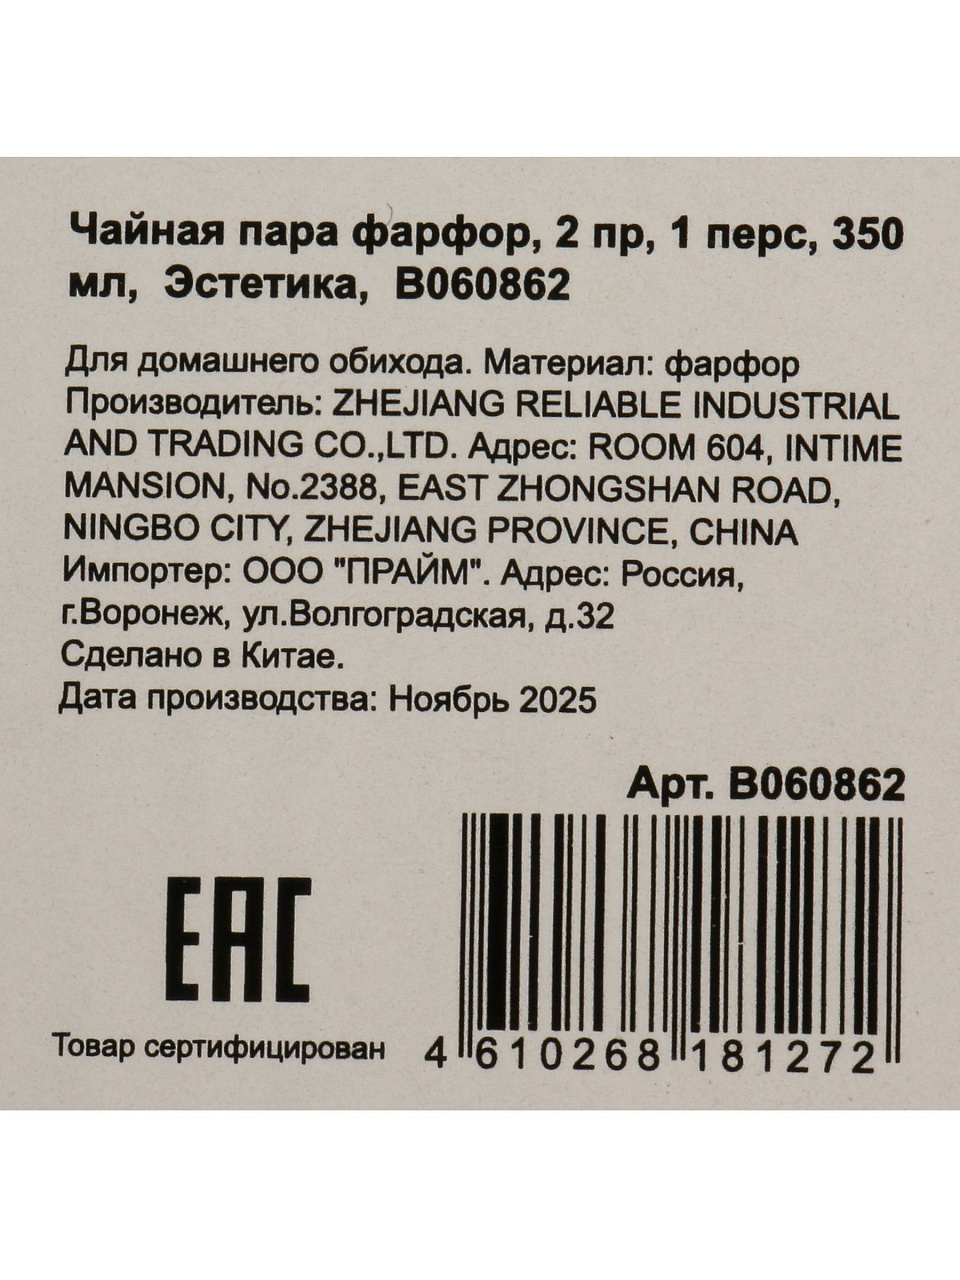 Чайная пара фарфор, 2 пр, 1 перс, 350
мл, Эстетика, B060862
Для домашнего обихода. Материал: фарфор
Производитель: ZHEJIANG RELIABLE INDUSTRIAL
AND TRADING CO.,LTD. Адрес: ROOM 604, INTIME
MANSION, No.2388, EAST ZHONGSHAN ROAD,
NINGBO CITY, ZHEJIANG PROVINCE, CHINA
Импортер: ООО "ПРАЙМ". Адрес: Россия,
г.Воронеж, ул.Волгоградская, д.32
Сделано в Китае.
Дата производства: Ноябрь 2025
Арт. B060862
EAC
Товар сертифицирован
4 610268 181272